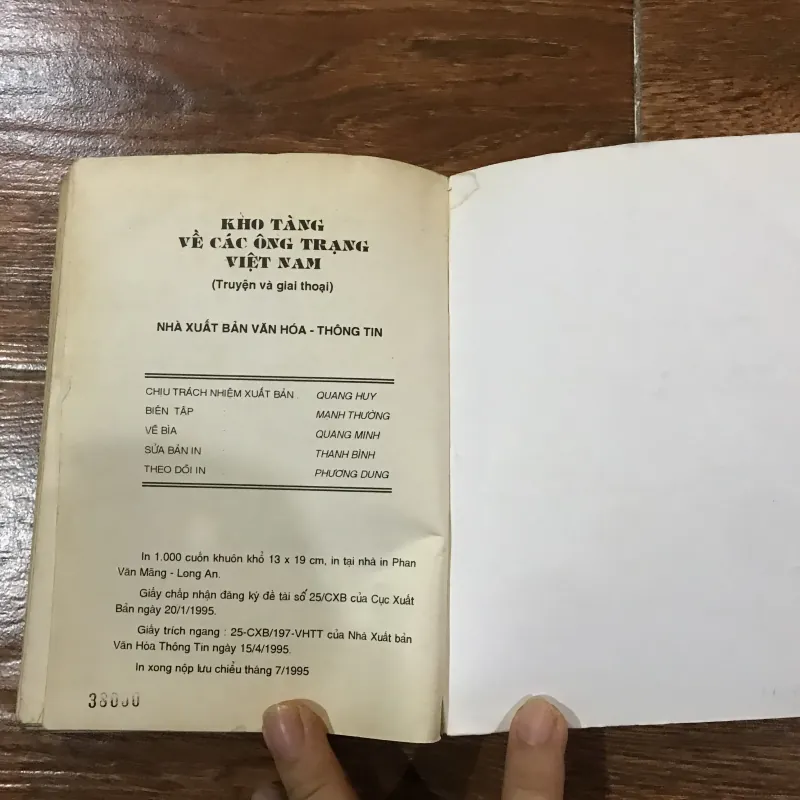 KHO TÀNG
VỀ CÁC ÔNG TRẠNG
VIỆT NAM
(Truyện và giai thoại)
NHÀ XUẤT BẢN VĂN HÓA - THÔNG TIN
CHỊU TRÁCH NHIỆM XUẤT BẢN QUANG HUY
BIÊN TẬP MẠNH THƯỜNG
VẼ BÌA QUANG MINH
SỬA BẢN IN THANH BÌNH
THEO DÕI IN PHƯƠNG DUNG
In 1.000 cuốn khuôn khổ 13 x 19 cm, in tại nhà in Phan
Văn Mảng - Long An.
Giấy chấp nhận đăng ký đề tài số 25/CXB của Cục Xuất
Bản ngày 20/1/1995.
Giấy trích ngang : 25-CXB/197-VHTT của Nhà Xuất bản
Văn Hóa Thông Tin ngày 15/4/1995.
In xong nộp lưu chiểu tháng 7/1995
38000